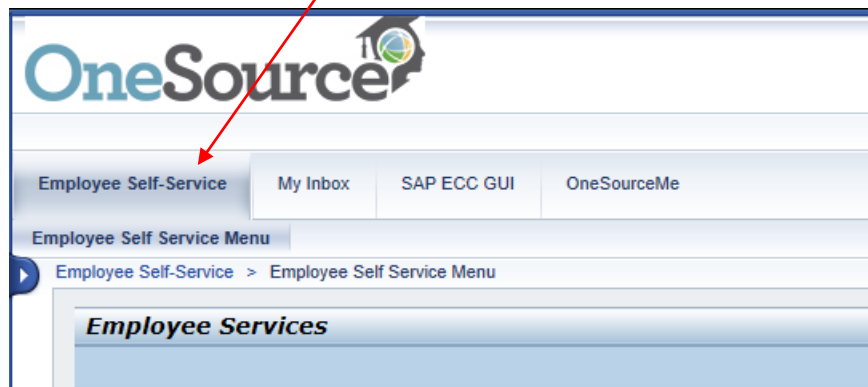 OneSource
Employee Self-Service My Inbox SAP ECC GUI OneSourceMe
Employee Self Service Menu
Employee Self-Service > Employee Self Service Menu
Employee Services